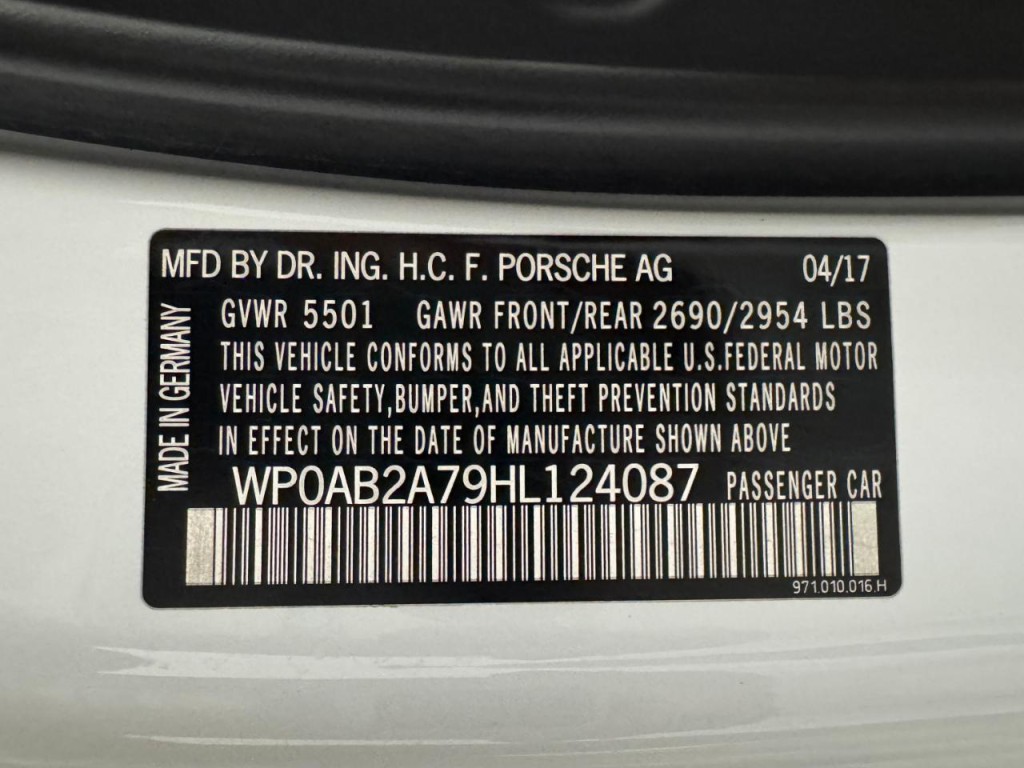 MFD BY DR. ING. H.C. F. PORSCHE AG 04/17
GVWR 5501 GAWR FRONT/REAR 2690/2954 LBS
THIS VEHICLE CONFORMS TO ALL APPLICABLE U.S.FEDERAL MOTOR
VEHICLE SAFETY,BUMPER,AND THEFT PREVENTION STANDARDS
IN EFFECT ON THE DATE OF MANUFACTURE SHOWN ABOVE
MADE IN GERMANY
WP0AB2A79HL124087 PASSENGER CAR
971.010.016.H